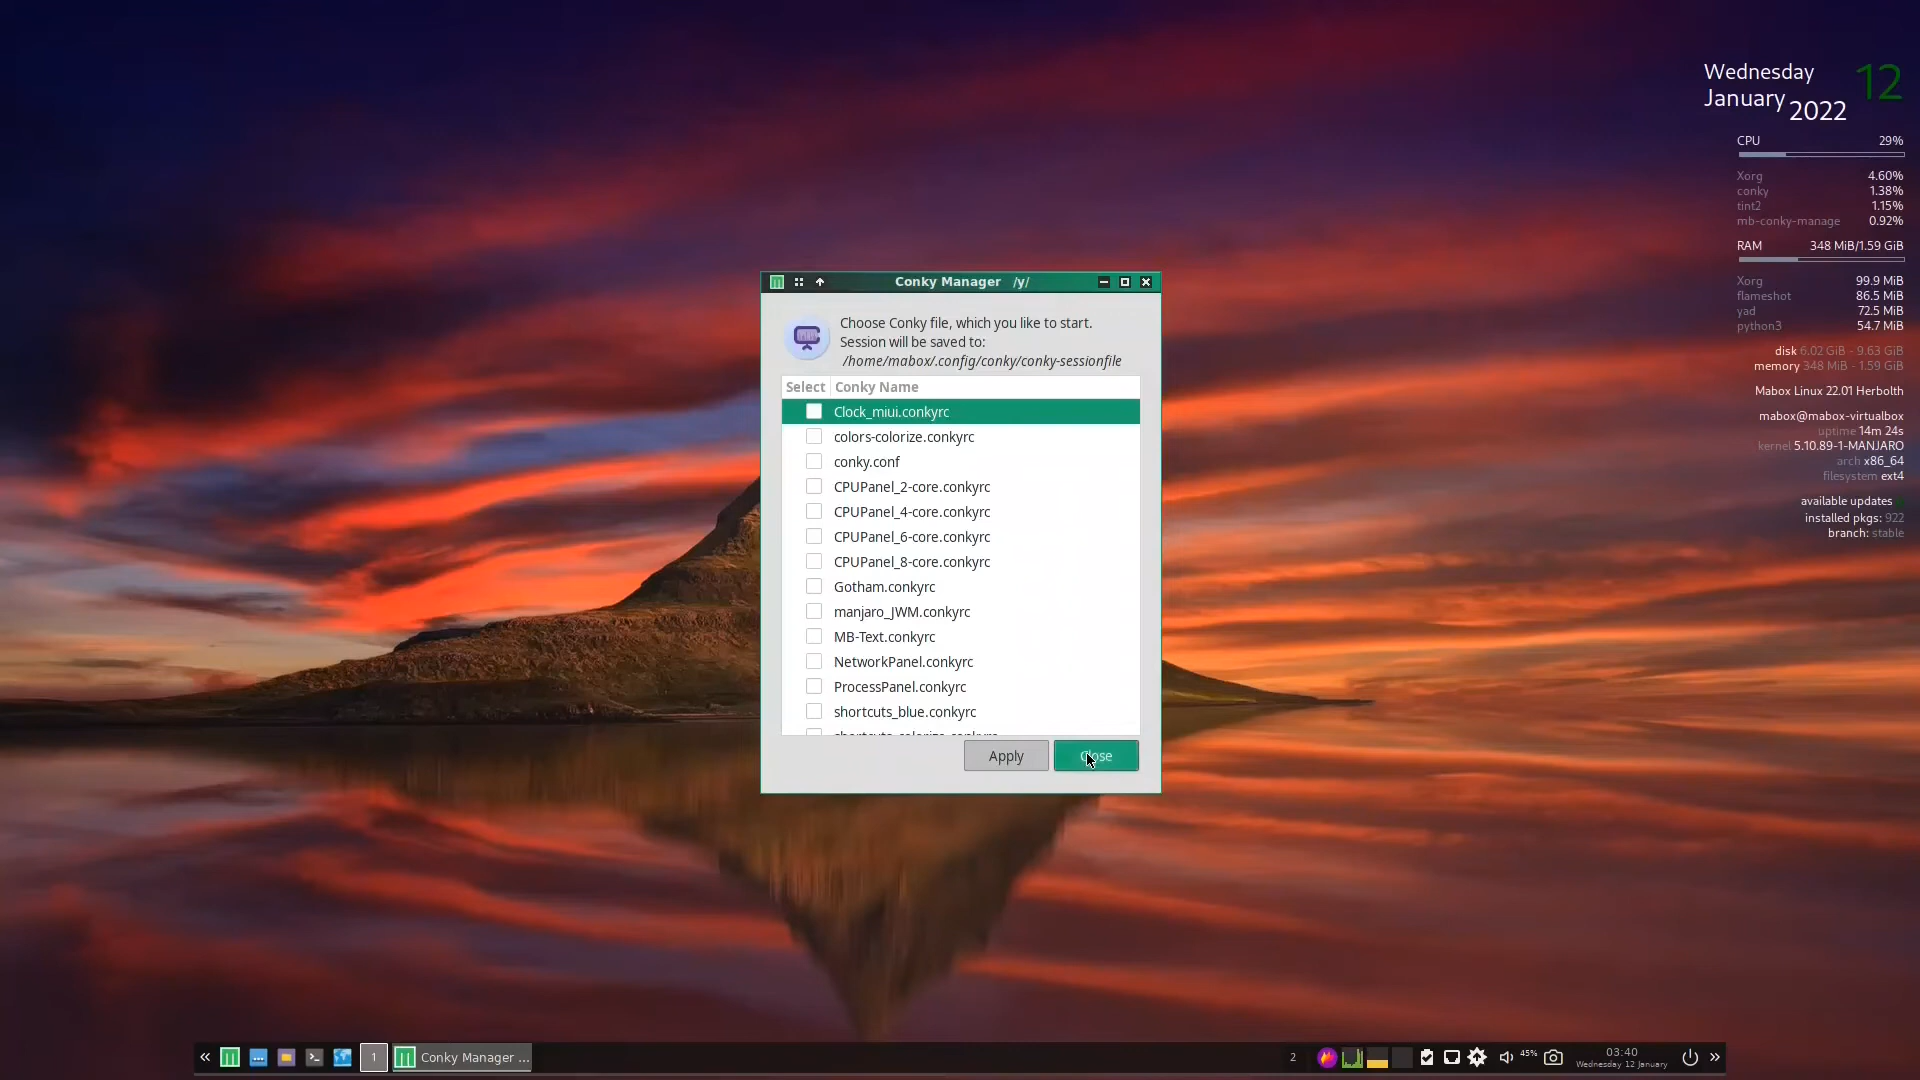 Wednesday 12
January 2022
CPU 29%
Xorg 4.60%
conky 1.38%
tint2 1.15%
mb-conky-manage 0.92%
RAM 348 MiB/1.59 GiB
Xorg 99.9 MiB
flameshot 86.5 MiB
yad 72.5 MiB
python3 54.7 MiB
disk 6.02 GiB - 9.63 GiB
memory 348 MiB - 1.59 GiB
Mabox Linux 22.01 Herbolth
mabox@mabox-virtualbox
uptime 14m 24s
kernel 5.10.89-1-MANJARO
arch x86_64
filesystem ext4
available updates
installed pkgs: 922
branch: stable
Conky Manager /y/
Choose Conky file, which you like to start.
Session will be saved to:
/home/mabox/.config/conky/conky-sessionfile
Select Conky Name
Clock_miui.conkyrc
colors-colorize.conkyrc
conky.conf
CPUPanel_2-core.conkyrc
CPUPanel_4-core.conkyrc
CPUPanel_6-core.conkyrc
CPUPanel_8-core.conkyrc
Gotham.conkyrc
manjaro_JWM.conkyrc
MB-Text.conkyrc
NetworkPanel.conkyrc
ProcessPanel.conkyrc
shortcuts_blue.conkyrc
Apply Close
1 Conky Manager ... 2 45% 03:40
Wednesday 12 January